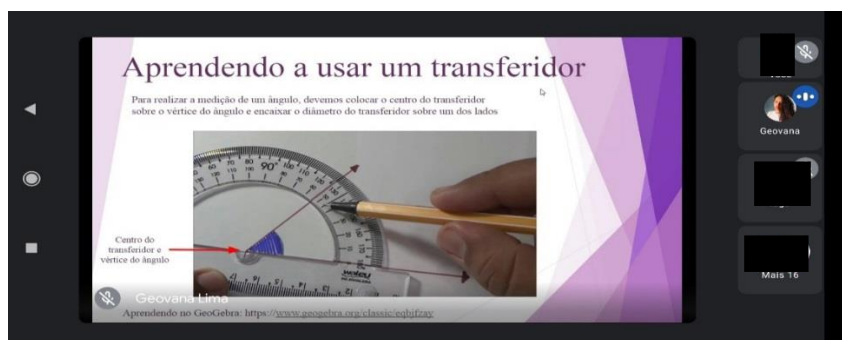 Aprendendo a usar um transferidor
Para realizar a medição de um ângulo, devemos colocar o centro do transferidor
sobre o vértice do ângulo e encaixar o diâmetro do transferidor sobre um dos lados
Centro do
transferidor e
vértice do ângulo
90°
Geovana Lima
Aprendendo no GeoGebra: https://www.geogebra.org/classic/eqbjfzay
Geovana
Mais 16